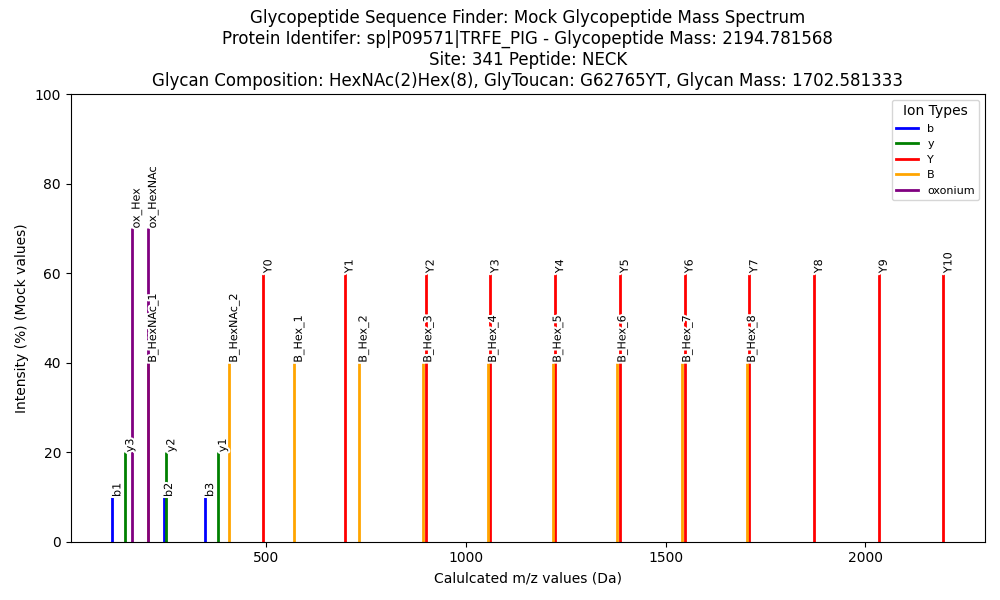 Glycopeptide Sequence Finder: Mock Glycopeptide Mass Spectrum
Protein Identifer: sp|P09571|TRFE_PIG - Glycopeptide Mass: 2194.781568
Site: 341 Peptide: NECK
Glycan Composition: HexNAc(2)Hex(8), GlyToucan: G62765YT, Glycan Mass: 1702.581333
Intensity (%) (Mock values)
100
80
60
40
20
0
Ion Types
b
y
Y
B
oxonium
ox_Hex
ox_HexNAc
Y0
Y1
Y2
Y3
Y4
Y5
Y6
Y7
Y8
Y9
Y10
B_HexNAc_1
B_HexNAc_2
B_Hex_1
B_Hex_2
B_Hex_3
B_Hex_4
B_Hex_5
B_Hex_6
B_Hex_7
B_Hex_8
y3
y2
y1
b1
b2
b3
500
1000
1500
2000
Calulcated m/z values (Da)